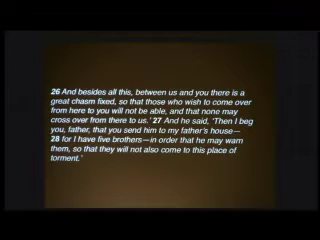 26 And besides all this, between us and you there is a
great chasm fixed, so that those who wish to come over
from here to you will not be able, and that none may
cross over from there to us.' 27 And he said, 'Then I beg
you, father, that you send him to my father's house—
28 for I have five brothers—in order that he may warn
them, so that they will not also come to this place of
torment.'